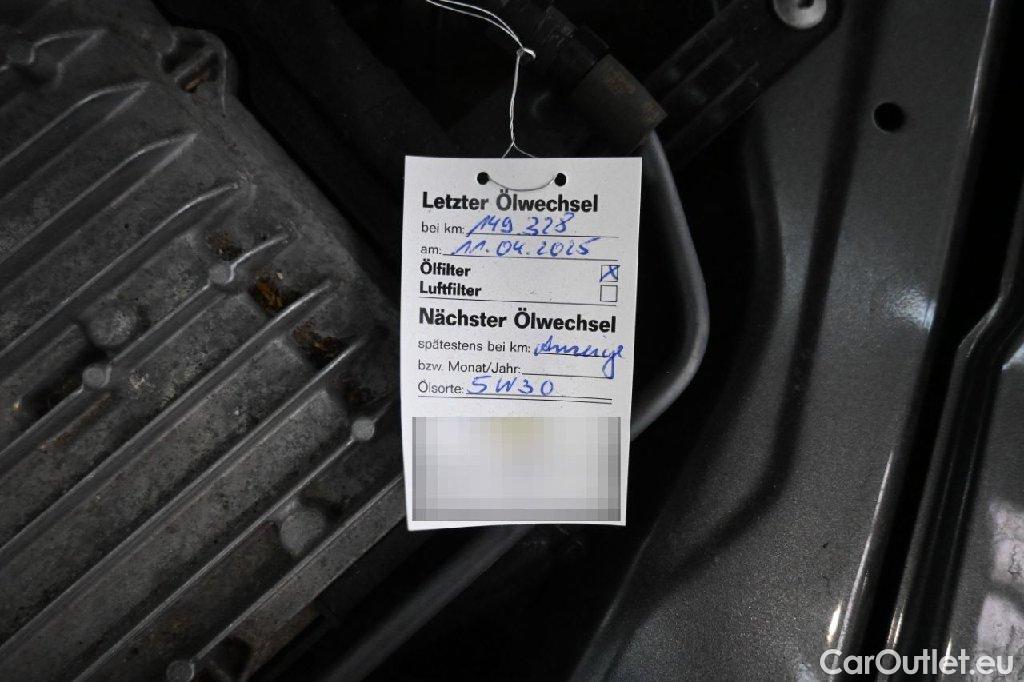 Letzter Ölwechsel
bei km: 149 328
am: 11.04.2025
Ölfilter X
Luftfilter
Nächster Ölwechsel
spätestens bei km: Anzeige
bzw. Monat/Jahr:
Ölsorte: 5W30
CarOutlet.eu